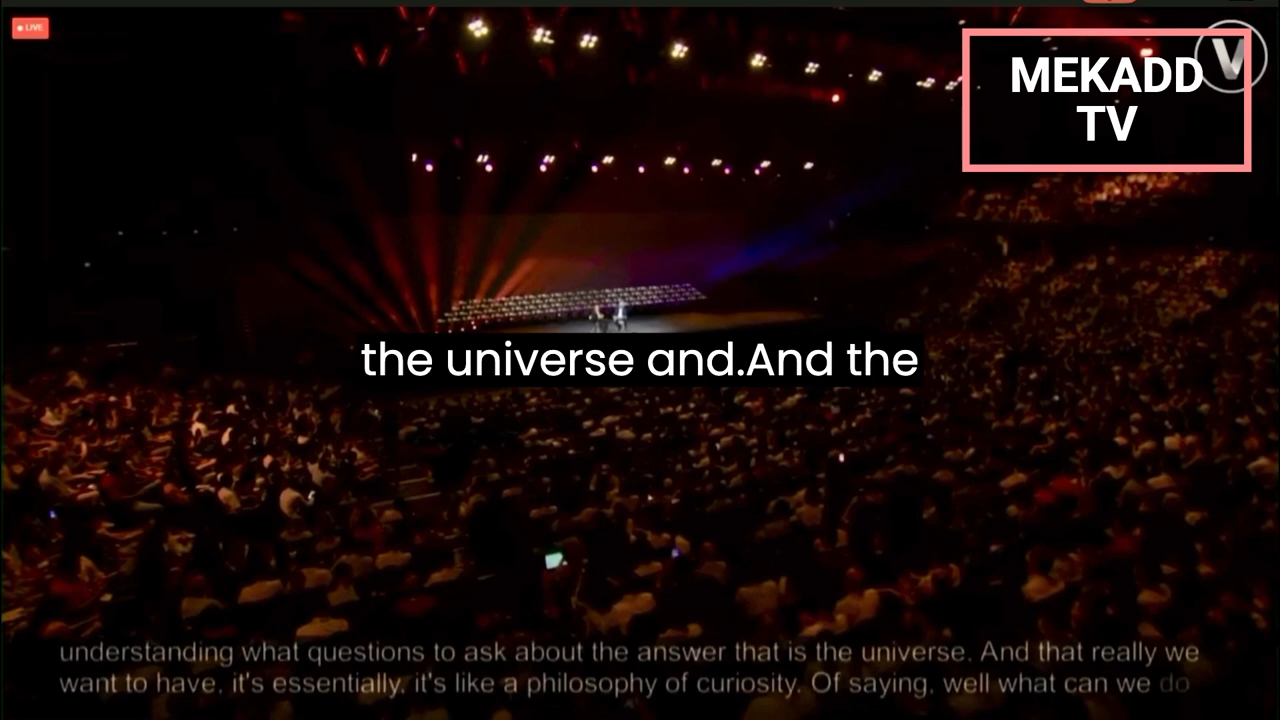 LIVE
MEKADD
TV
V
the universe and.And the
understanding what questions to ask about the answer that is the universe. And that really we
want to have, it's essentially, it's like a philosophy of curiosity. Of saying, well what can we do